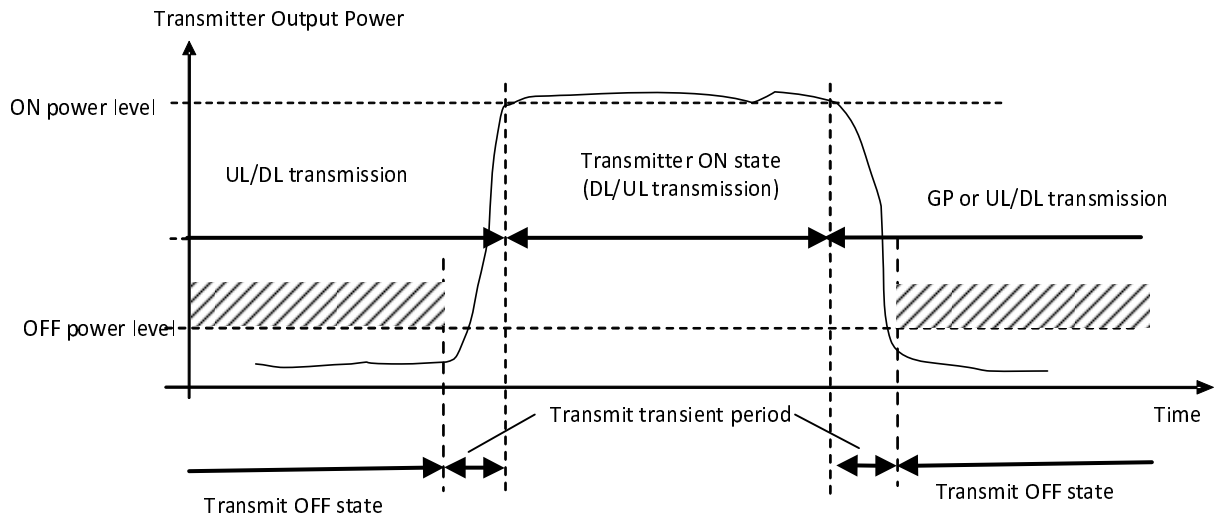 Transmitter Output Power
ON power level
UL/DL transmission
Transmitter ON state
(DL/UL transmission)
GP or UL/DL transmission
OFF power level
Transmit transient period
Time
Transmit OFF state
Transmit OFF state